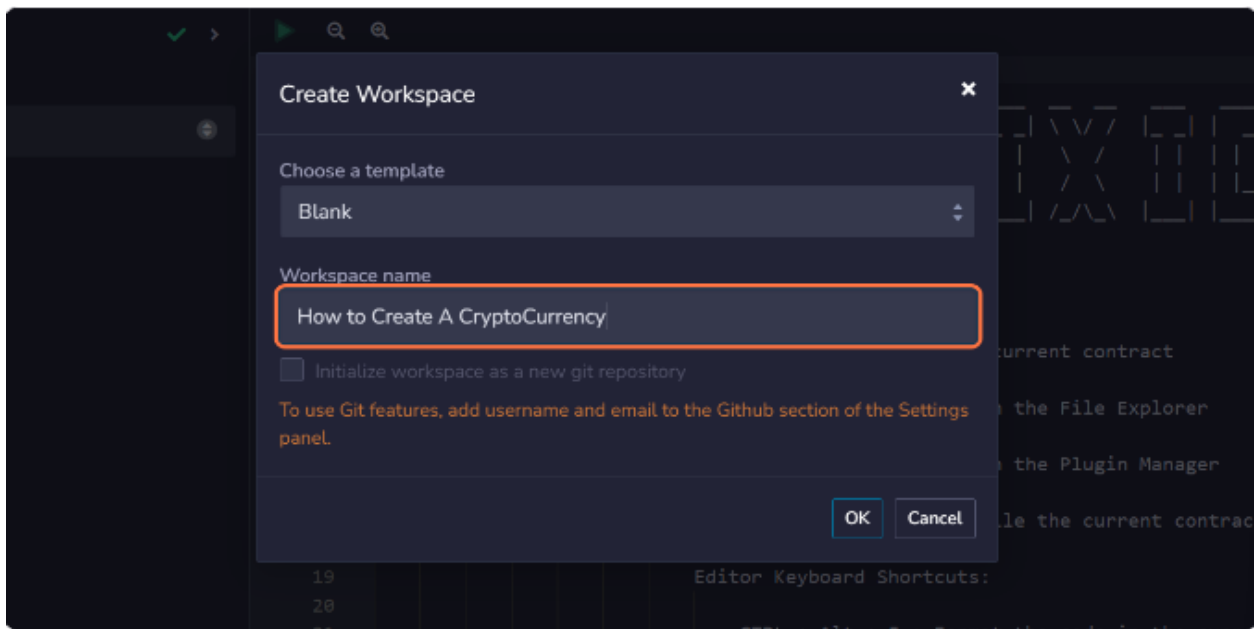 Create Workspace
Choose a template
Blank
Workspace name
How to Create A CryptoCurrency
Initialize workspace as a new git repository
To use Git features, add username and email to the Github section of the Settings
panel.
OK
Cancel
current contract
the File Explorer
the Plugin Manager
the current contrac
19
Editor Keyboard Shortcuts:
20